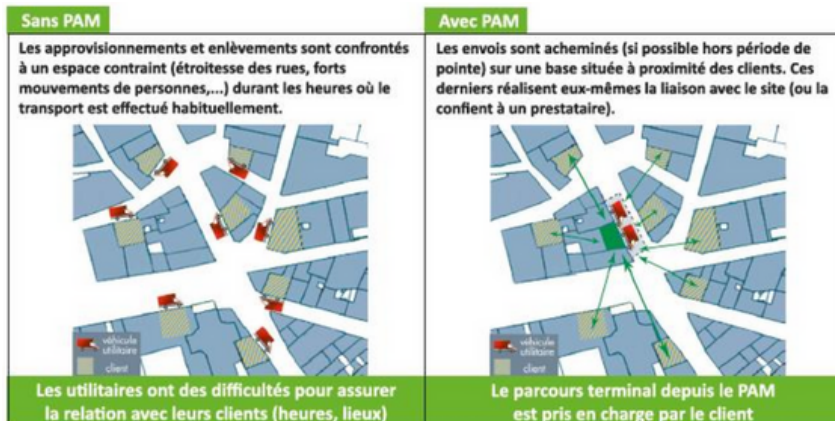 Sans PAM
Les approvisionnements et enlèvements sont confrontés
à un espace contraint (étroitesse des rues, forts
mouvements de personnes,...) durant les heures où le
transport est effectué habituellement.
véhicule
utilitaire
client
Les utilitaires ont des difficultés pour assurer
la relation avec leurs clients (heures, lieux)
Avec PAM
Les envois sont acheminés (si possible hors période de
pointe) sur une base située à proximité des clients. Ces
derniers réalisent eux-mêmes la liaison avec le site (ou la
confient à un prestataire).
véhicule
utilitaire
client
Le parcours terminal depuis le PAM
est pris en charge par le client